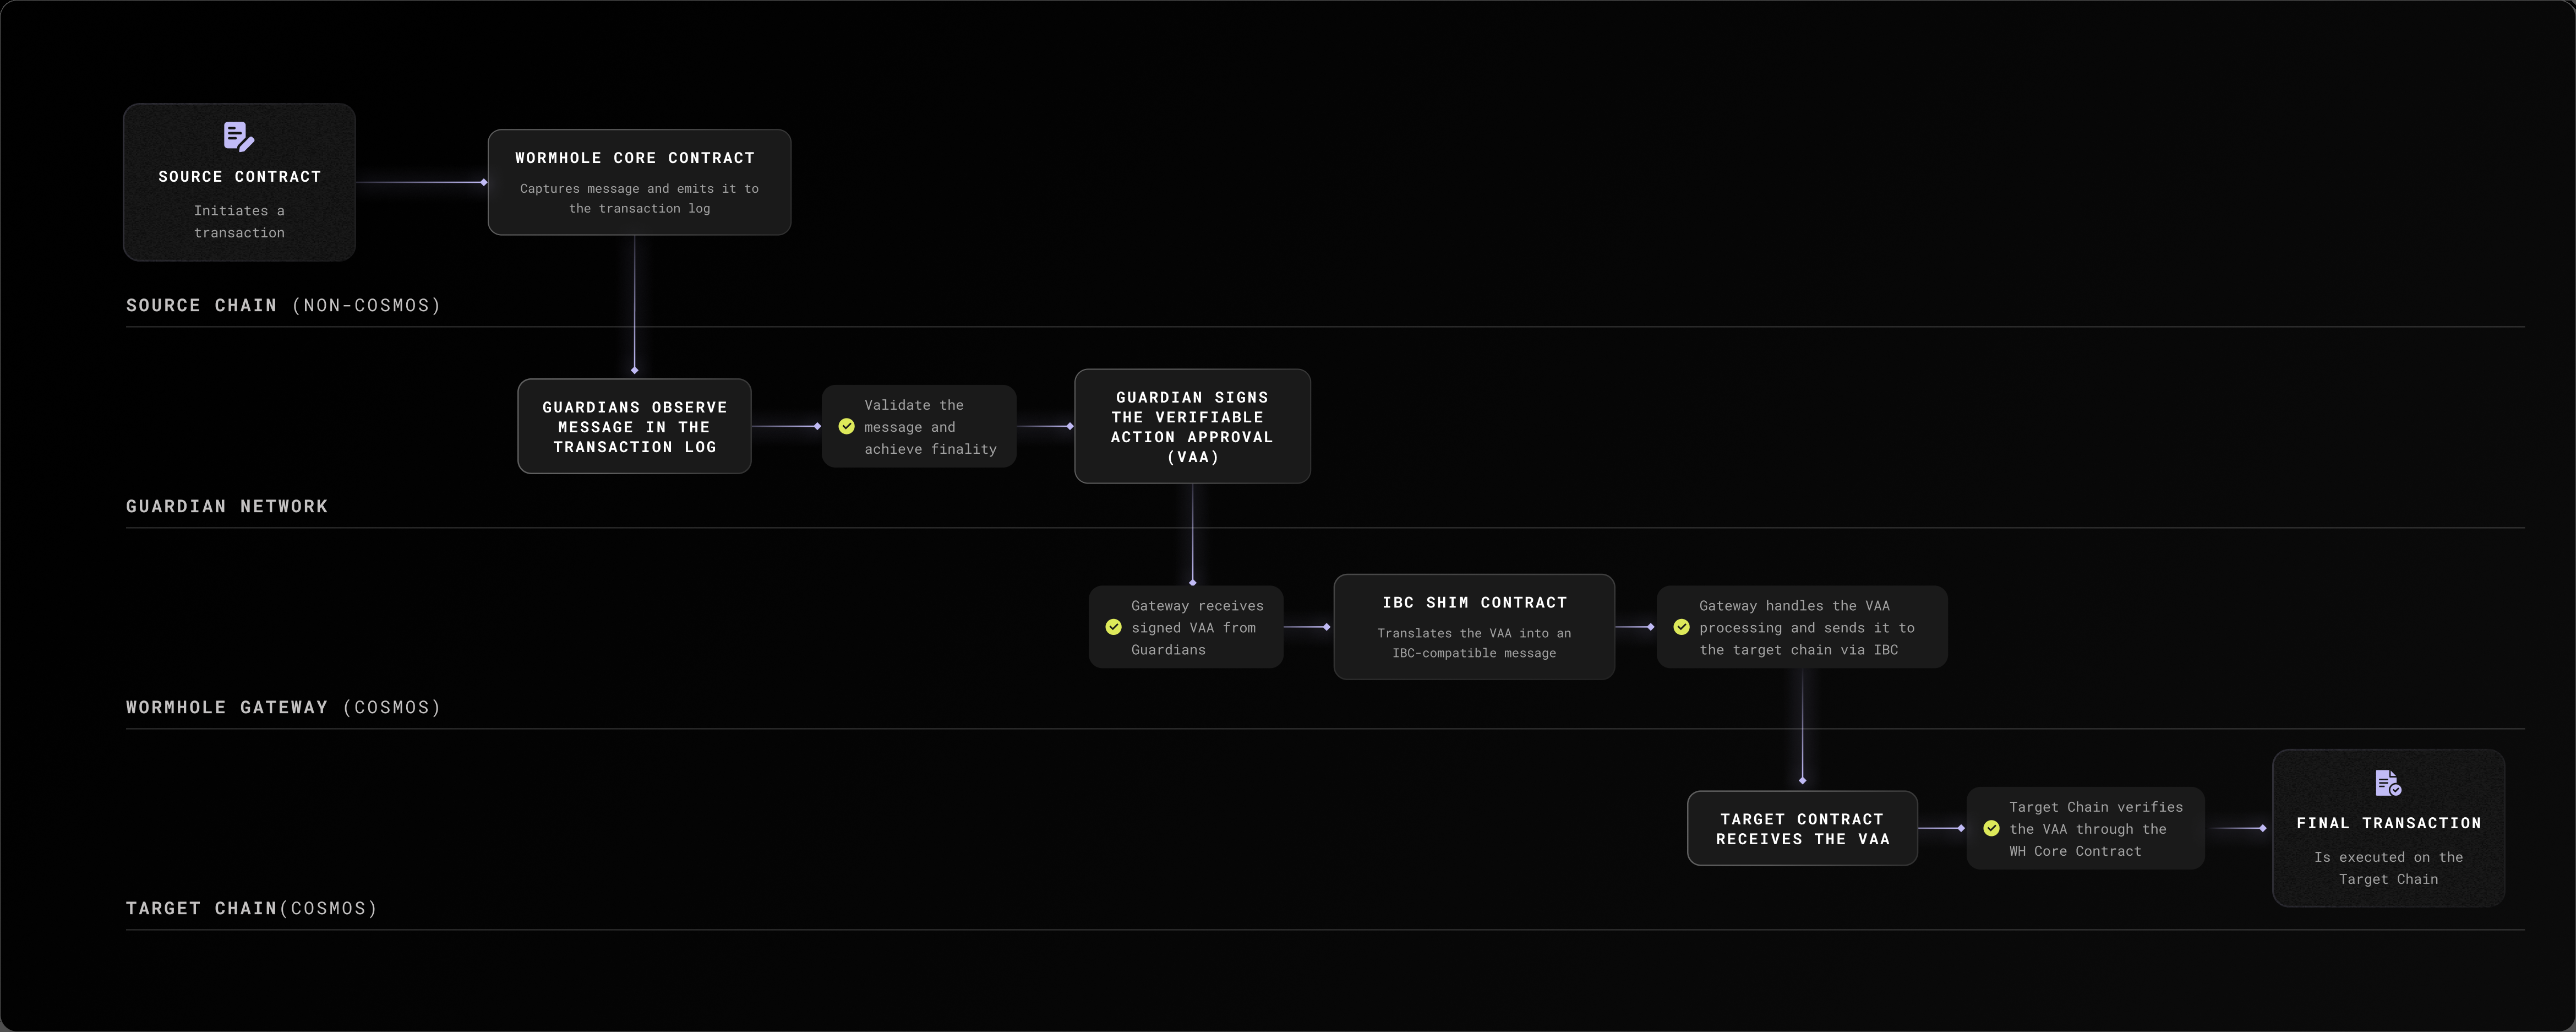 SOURCE CONTRACT
Initiates a
transaction
WORMHOLE CORE CONTRACT
Captures message and emits it to
the transaction log
SOURCE CHAIN (NON-COSMOS)
GUARDIANS OBSERVE
MESSAGE IN THE
TRANSACTION LOG
Validate the
message and
achieve finality
GUARDIAN SIGNS
THE VERIFIABLE
ACTION APPROVAL
(VAA)
GUARDIAN NETWORK
Gateway receives
signed VAA from
Guardians
IBC SHIM CONTRACT
Translates the VAA into an
IBC-compatible message
Gateway handles the VAA
processing and sends it to
the target chain via IBC
WORMHOLE GATEWAY (COSMOS)
TARGET CONTRACT
RECEIVES THE VAA
Target Chain verifies
the VAA through the
WH Core Contract
FINAL TRANSACTION
Is executed on the
Target Chain
TARGET CHAIN(COSMOS)